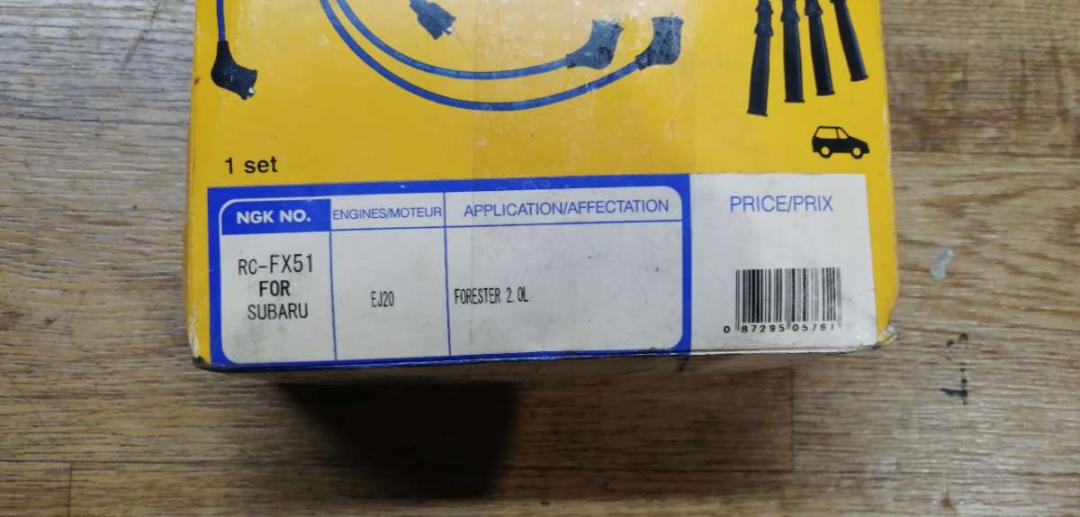 1 set
NGK NO.
ENGINES/MOTEUR
APPLICATION/AFFECTATION
PRICE/PRIX
RC-FX51
FOR
SUBARU
EJ20
FORESTER 2.0L
0 87295 05761